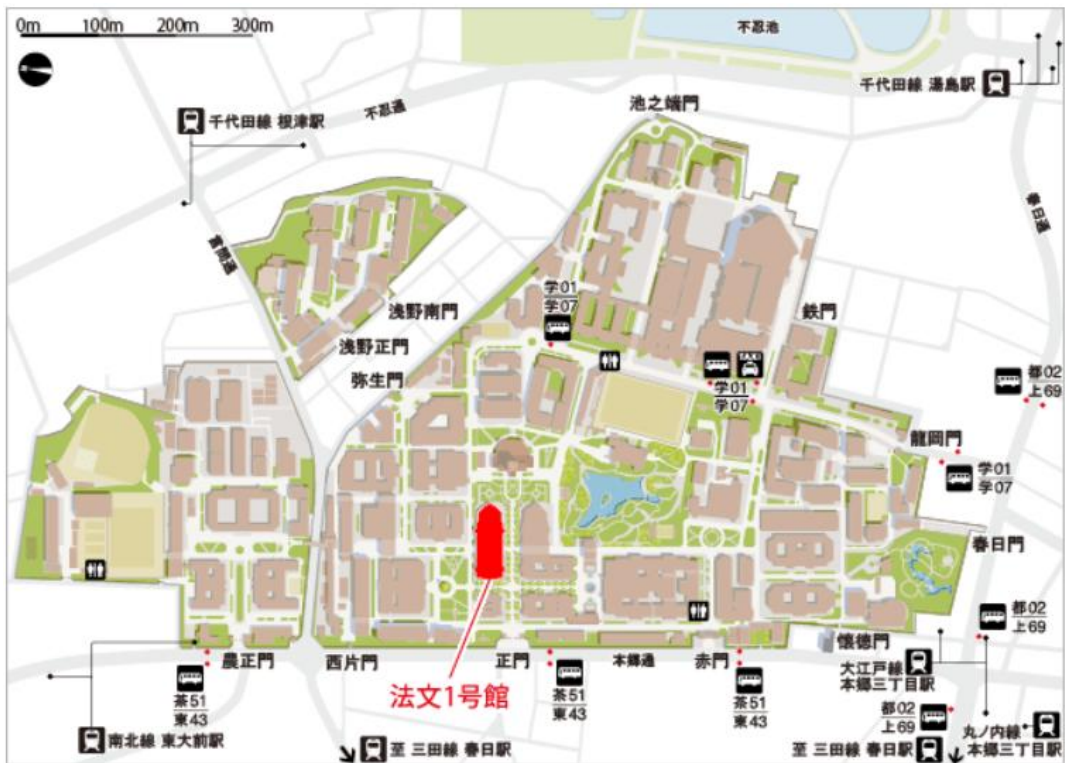 0m 100m 200m 300m
不忍池
千代田線 湯島駅
池之端門
千代田線 根津駅
不忍通
春日通
言問通
学01
学07
鉄門
浅野南門
浅野正門
弥生門
TAXI
学01
学07
都02
上69
龍岡門
学01
学07
春日門
都02
上69
懐徳門
農正門
西片門
正門
本郷通
赤門
大江戸線
本郷三丁目駅
法文1号館
茶51
東43
茶51
東43
茶51
東43
都02
上69
南北線 東大前駅
至 三田線 春日駅
至 三田線 春日駅
丸ノ内線
本郷三丁目駅